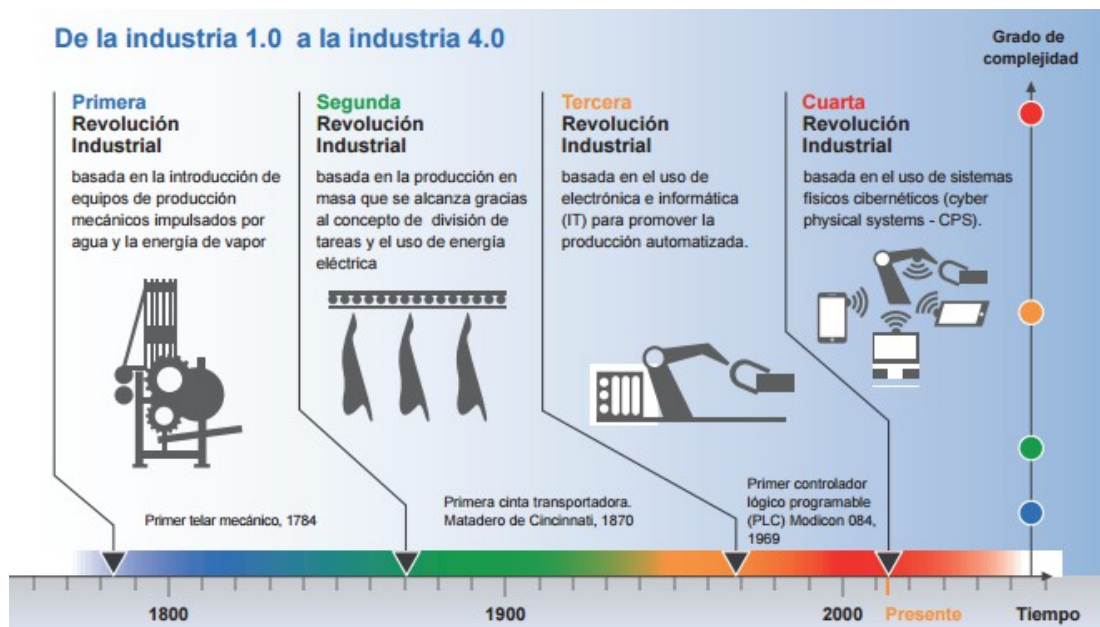 De la industria 1.0 a la industria 4.0
Grado de
complejidad
Primera
Revolución
Industrial
basada en la introducción de
equipos de producción
mecánicos impulsados por
agua y la energía de vapor
Segunda
Revolución
Industrial
basada en la producción en
masa que se alcanza gracias
al concepto de división de
tareas y el uso de energía
eléctrica
Tercera
Revolución
Industrial
basada en el uso de
electrónica e informática
(IT) para promover la
producción automatizada.
Cuarta
Revolución
Industrial
basada en el uso de sistemas
físicos cibernéticos (cyber
physical systems - CPS).
Primer telar mecánico, 1784
Primera cinta transportadora.
Matadero de Cincinnati, 1870
Primer controlador
lógico programable
(PLC) Modicon 084,
1969
1800
1900
2000
Presente
Tiempo